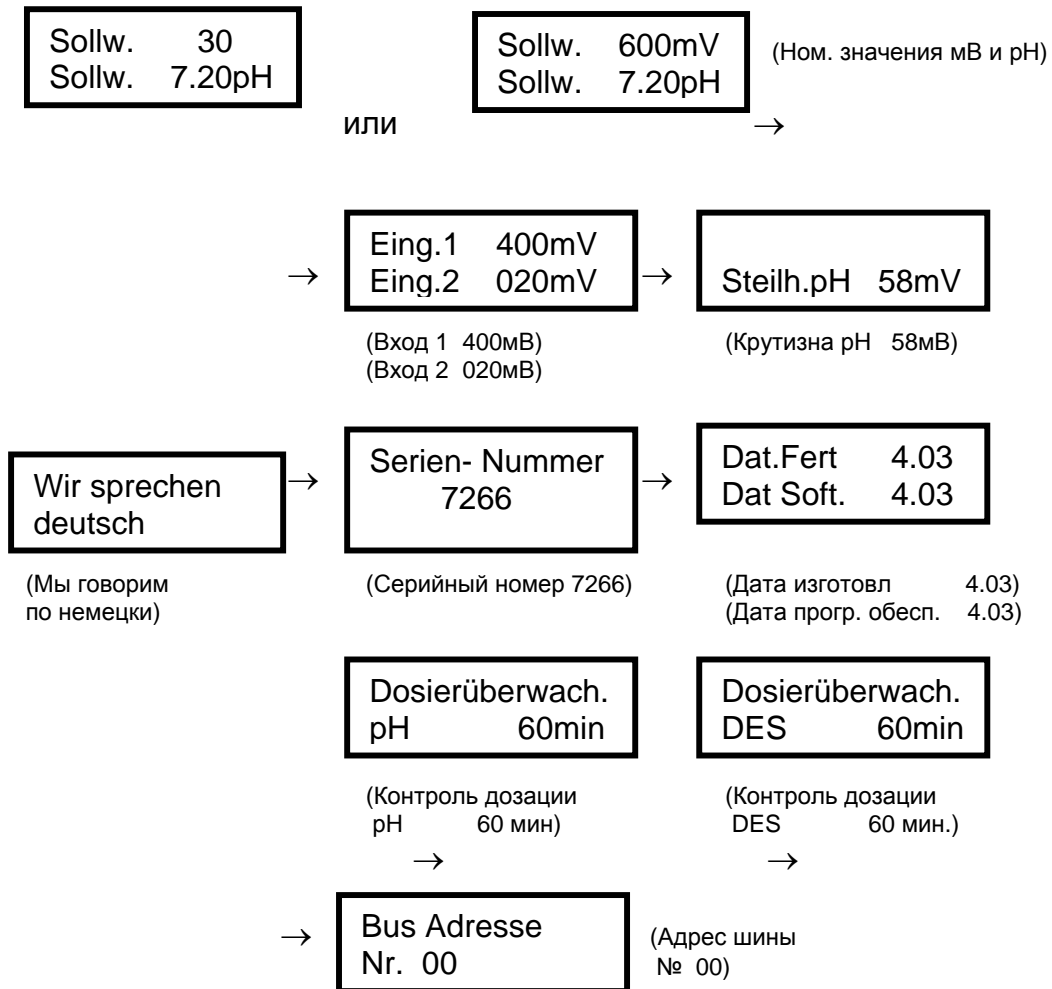 Sollw. 30
Sollw. 7.20pH
или
Sollw. 600mV
Sollw. 7.20pH
(Ном. значения мВ и pH)
→
→
Eing.1 400mV
Eing.2 020mV
→
Steilh.pH 58mV
(Вход 1 400мВ)
(Вход 2 020мВ)
(Крутизна pH 58мВ)
Wir sprechen
deutsch
→
Serien- Nummer
7266
→
Dat.Fert 4.03
Dat Soft. 4.03
(Мы говорим
по немецки)
(Серийный номер 7266)
(Дата изготовл 4.03)
(Дата прогр. обесп. 4.03)
Dosierüberwach.
pH 60min
Dosierüberwach.
DES 60min
(Контроль дозации
pH 60 мин)
→
(Контроль дозации
DES 60 мин.)
→
→
Bus Adresse
Nr. 00
(Адрес шины
№ 00)